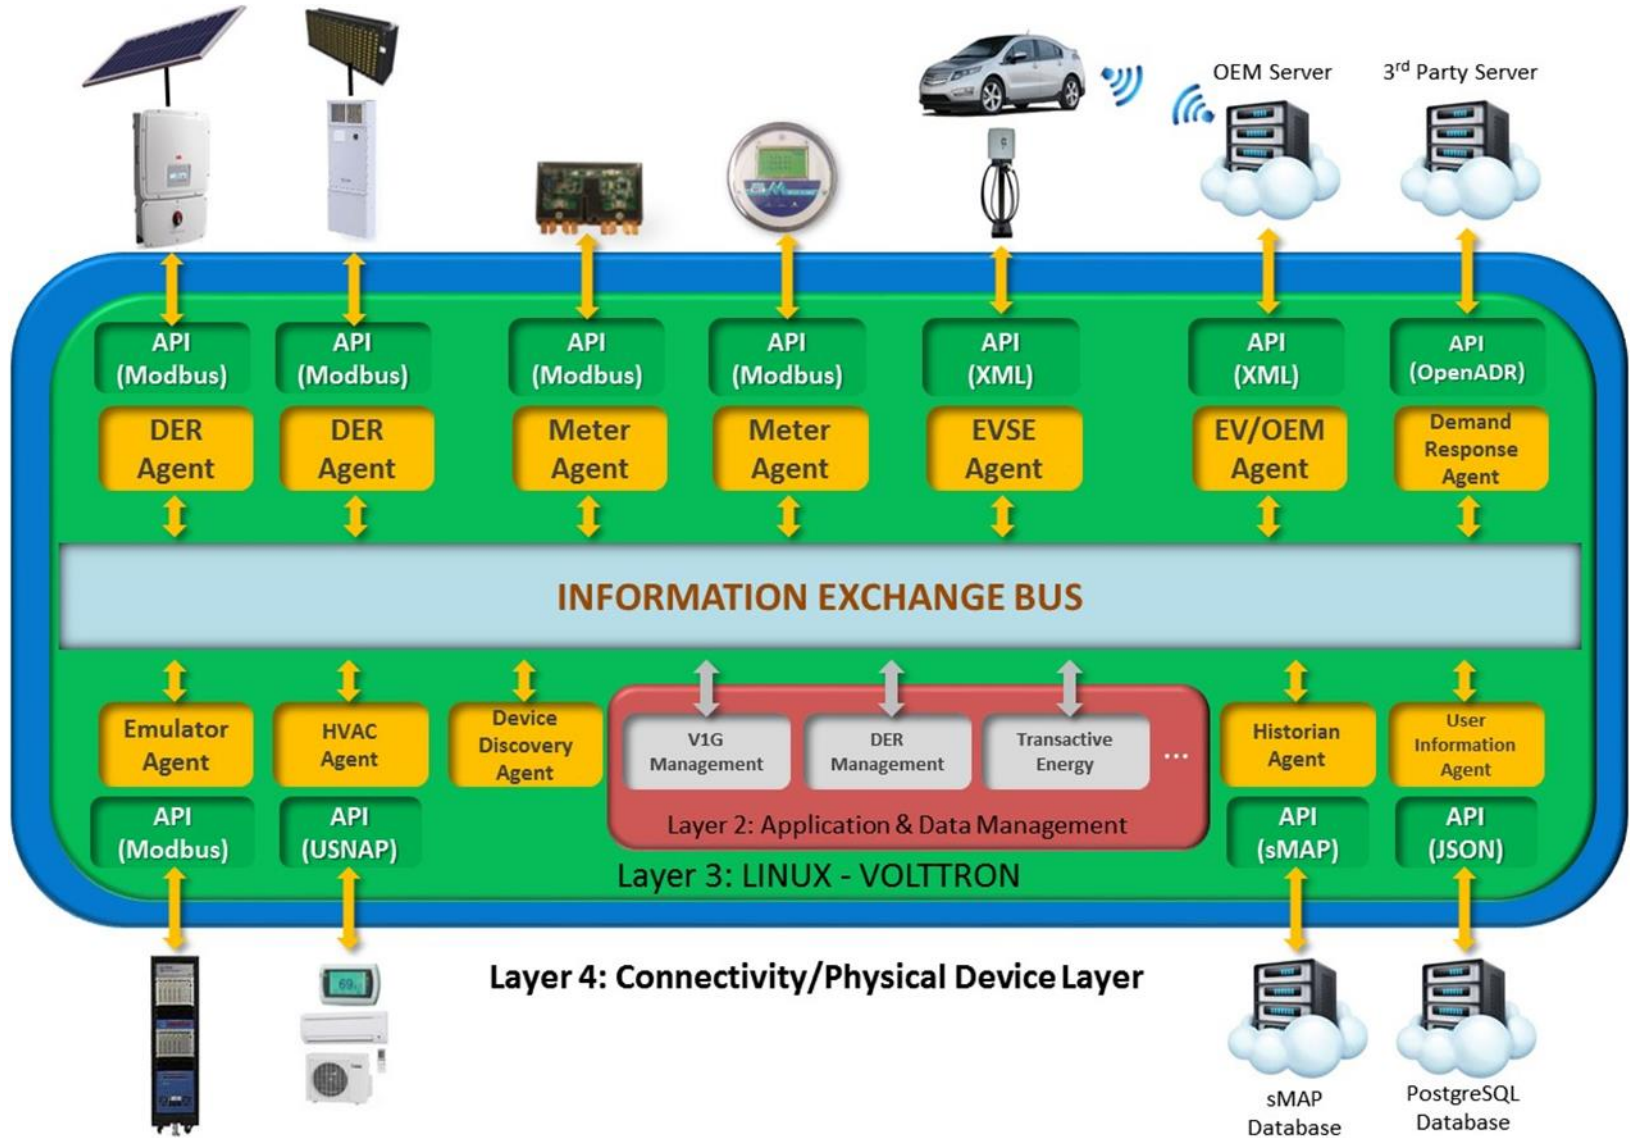 OEM Server
3rd Party Server
API
(Modbus)
API
(Modbus)
API
(Modbus)
API
(Modbus)
API
(XML)
API
(XML)
API
(OpenADR)
DER
Agent
DER
Agent
Meter
Agent
Meter
Agent
EVSE
Agent
EV/OEM
Agent
Demand
Response
Agent
INFORMATION EXCHANGE BUS
Emulator
Agent
HVAC
Agent
Device
Discovery
Agent
V1G
Management
DER
Management
Transactive
Energy
...
Historian
Agent
User
Information
Agent
API
(Modbus)
API
(USNAP)
Layer 2: Application & Data Management
API
(sMAP)
API
(JSON)
Layer 3: LINUX - VOLTTRON
Layer 4: Connectivity/Physical Device Layer
69
sMAP
Database
PostgreSQL
Database